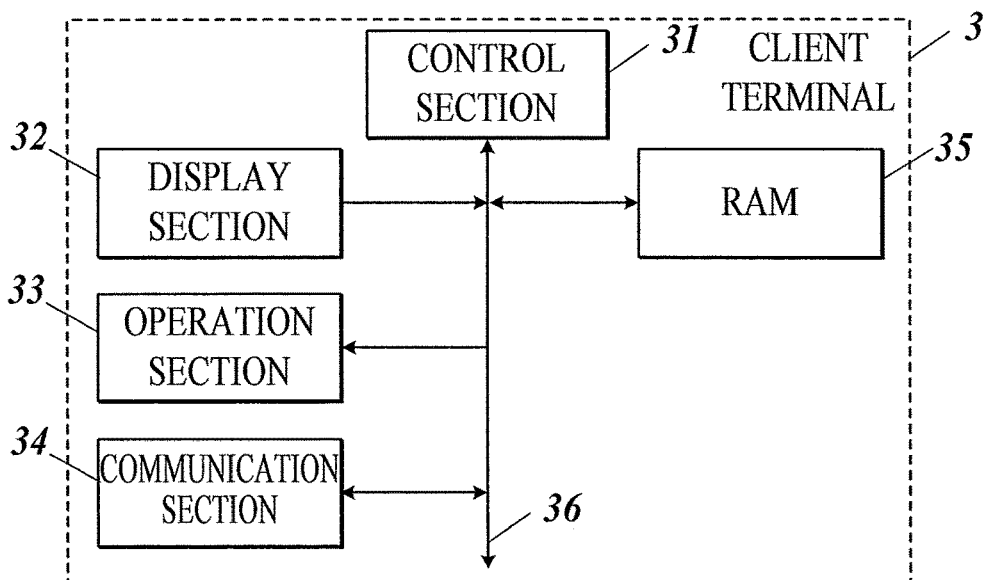 31
CONTROL
SECTION
CLIENT
TERMINAL
3
32
DISPLAY
SECTION
35
RAM
33
OPERATION
SECTION
34
COMMUNICATION
SECTION
36